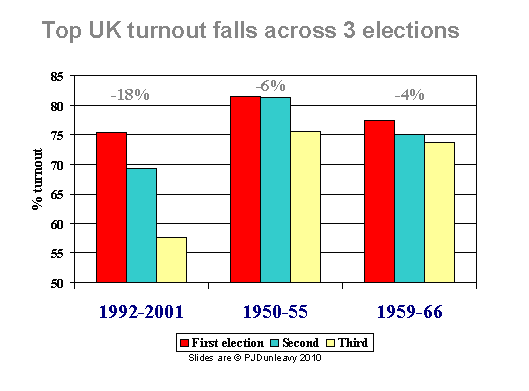 Top UK turnout falls across 3 elections
85
80
75
70
65
60
55
50
% turnout
-18%
-6%
-4%
1992-2001
1950-55
1959-66
First election
Second
Third
Slides are © PJDunleavy 2010